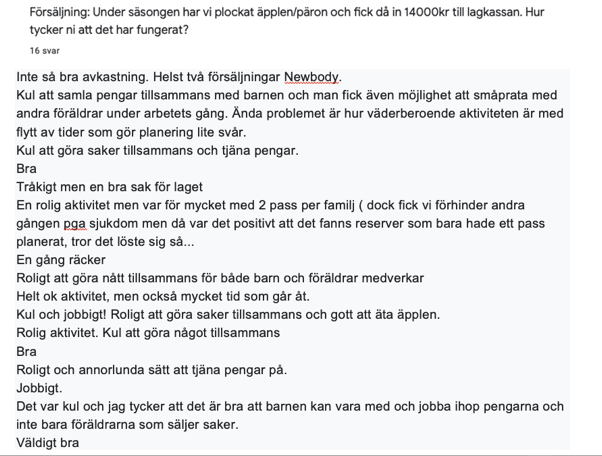 Försäljning: Under säsongen har vi plockat äpplen/päron och fick då in 14000kr till lagkassan. Hur
tycker ni att det har fungerat?
16 svar
Inte så bra avkastning. Helst två försäljningar Newbody.
Kul att samla pengar tillsammans med barnen och man fick även möjlighet att småprata med
andra föräldrar under arbetets gång. Ända problemet är hur väderberoende aktiviteten är med
flytt av tider som gör planering lite svår.
Kul att göra saker tillsammans och tjäna pengar.
Bra
Tråkigt men en bra sak för laget
En rolig aktivitet men var för mycket med 2 pass per familj ( dock fick vi förhinder andra
gången pga sjukdom men då var det positivt att det fanns reserver som bara hade ett pass
planerat, tror det löste sig så...
En gång räcker
Roligt att göra nått tillsammans för både barn och föräldrar medverkar
Helt ok aktivitet, men också mycket tid som går åt.
Kul och jobbigt! Roligt att göra saker tillsammans och gott att äta äpplen.
Rolig aktivitet. Kul att göra något tillsammans
Bra
Roligt och annorlunda sätt att tjäna pengar på.
Jobbigt.
Det var kul och jag tycker att det är bra att barnen kan vara med och jobba ihop pengarna och
inte bara föräldrarna som säljer saker.
Väldigt bra